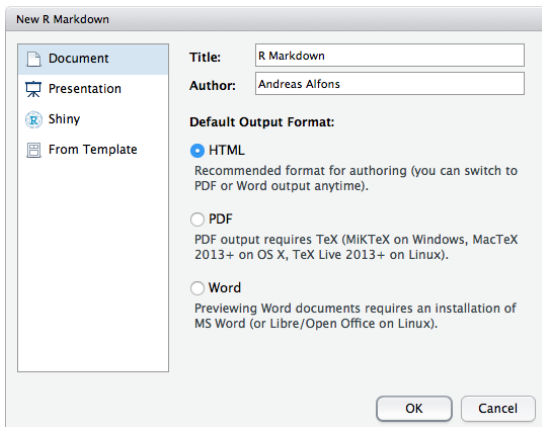 New R Markdown
Document
Presentation
R Shiny
From Template
Title: R Markdown
Author: Andreas Alfons
Default Output Format:
HTML
Recommended format for authoring (you can switch to
PDF or Word output anytime).
PDF
PDF output requires TeX (MiKTeX on Windows, MacTeX
2013+ on OS X, TeX Live 2013+ on Linux).
Word
Previewing Word documents requires an installation of
MS Word (or Libre/Open Office on Linux).
OK Cancel